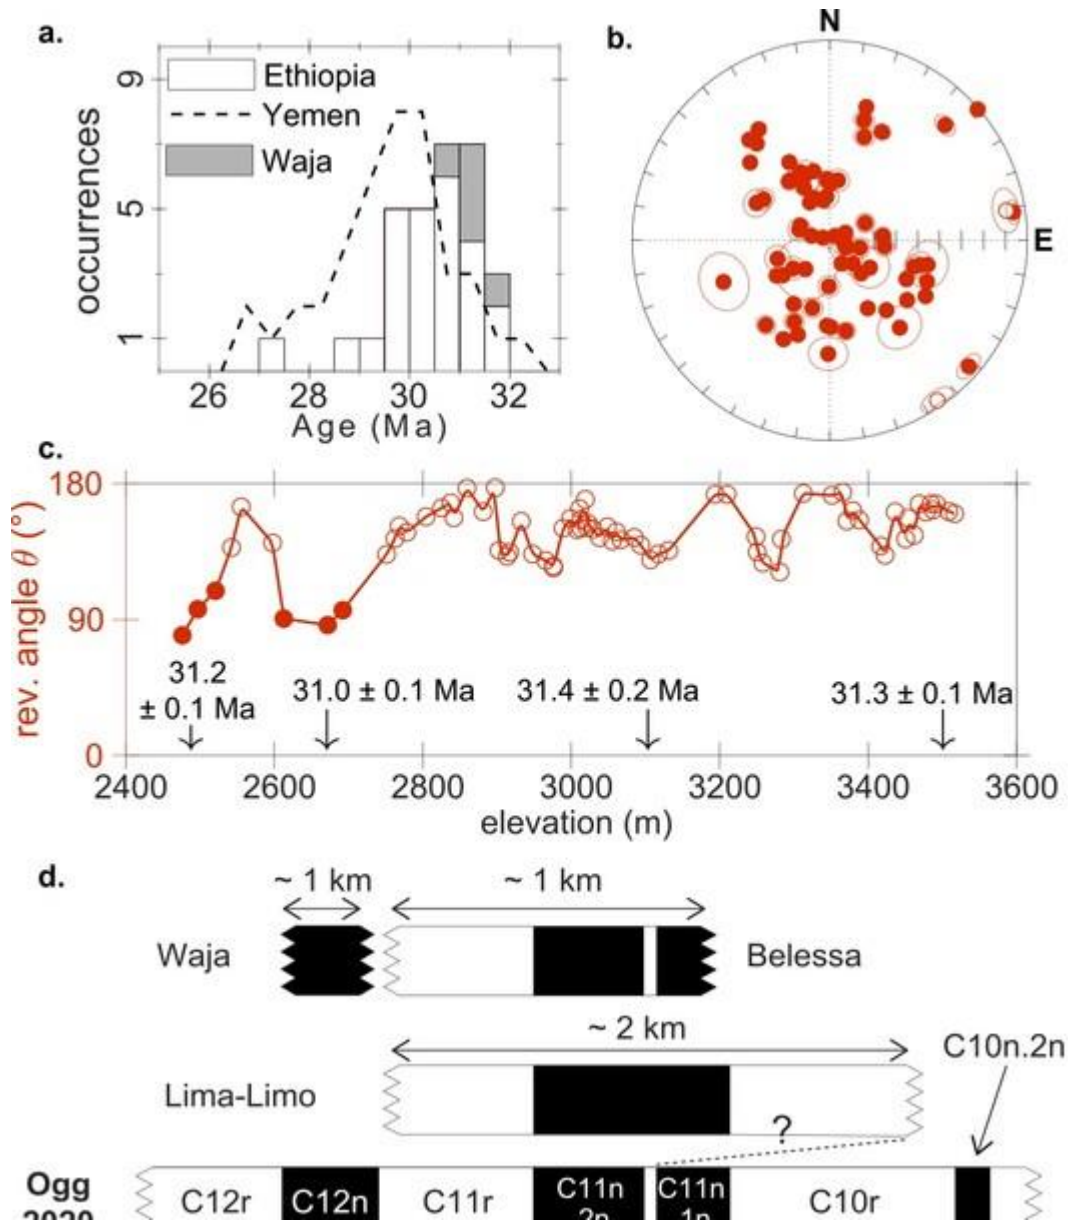 a.
Ethiopia
Yemen
Waja
occurrences
9
5
1
26 28 30 32
Age (Ma)
b.
N
E
c.
rev. angle θ (°)
180
90
0
31.2
± 0.1 Ma
31.0 ± 0.1 Ma
31.4 ± 0.2 Ma
31.3 ± 0.1 Ma
2400 2600 2800 3000 3200 3400 3600
elevation (m)
d.
~ 1 km
~ 1 km
Waja
Belessa
~ 2 km
C10n.2n
Lima-Limo
?
Ogg
2020
C12r
C12n
C11r
C11n
2n
C11n
1n
C10r